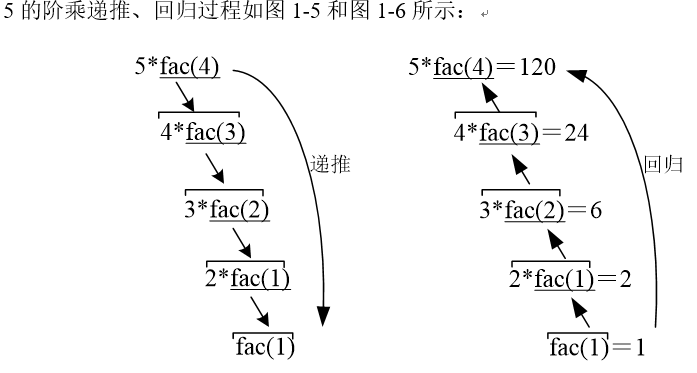 5 的阶乘递推、回归过程如图 1-5 和图 1-6 所示：
5*fac(4)
4*fac(3)
3*fac(2)
2*fac(1)
fac(1)
递推
5*fac(4)=120
4*fac(3)=24
3*fac(2)=6
2*fac(1)=2
fac(1)=1
回归